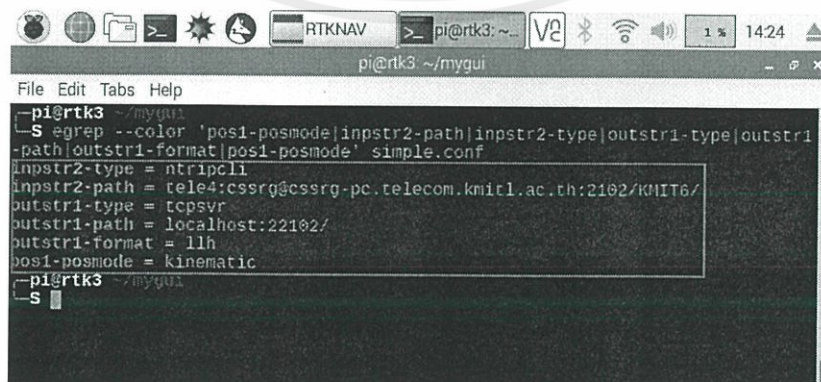 RTKNAV
pi@rtk3: ~...
V2
1 %
14:24
pi@rtk3: ~/mygui
File Edit Tabs Help
pi@rtk3 ~/mygui
$ egrep --color 'pos1-posmode|inpstr2-path|inpstr2-type|outstr1-type|outstr1
-path|outstr1-format|pos1-posmode' simple.conf
inpstr2-type = ntripcli
inpstr2-path = tele4:cssrg@cssrg-pc.telecom.kmitl.ac.th:2102/KMIT6/
outstr1-type = tcpsvr
outstr1-path = localhost:22102/
outstr1-format = llh
pos1-posmode = kinematic
pi@rtk3 ~/mygui
$